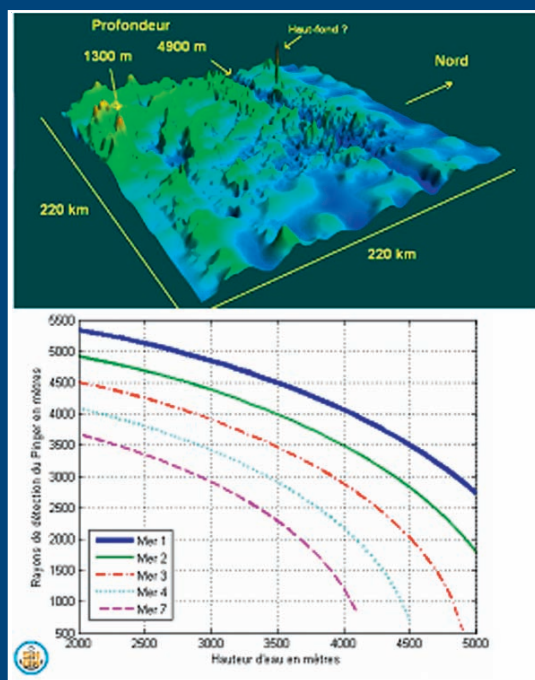 Profondeur
1300 m
4900 m
Haut-fond ?
Nord
220 km
220 km
Rayons de détection du Pinger en mètres
5500
5000
4500
4000
3500
3000
2500
2000
1500
1000
500
Mer 1
Mer 2
Mer 3
Mer 4
Mer 7
2000
2500
3000
3500
4000
4500
5000
Hauteur d'eau en mètres